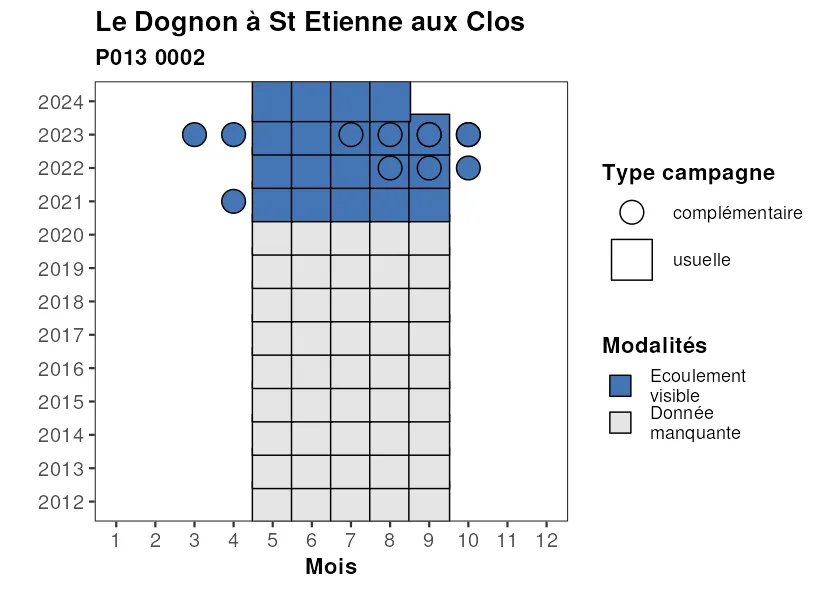 Le Dognon à St Etienne aux Clos
P013 0002
2024
2023
2022
2021
2020
2019
2018
2017
2016
2015
2014
2013
2012
1 2 3 4 5 6 7 8 9 10 11 12
Mois
Type campagne
complémentaire
usuelle
Modalités
Ecoulement
visible
Donnée
manquante